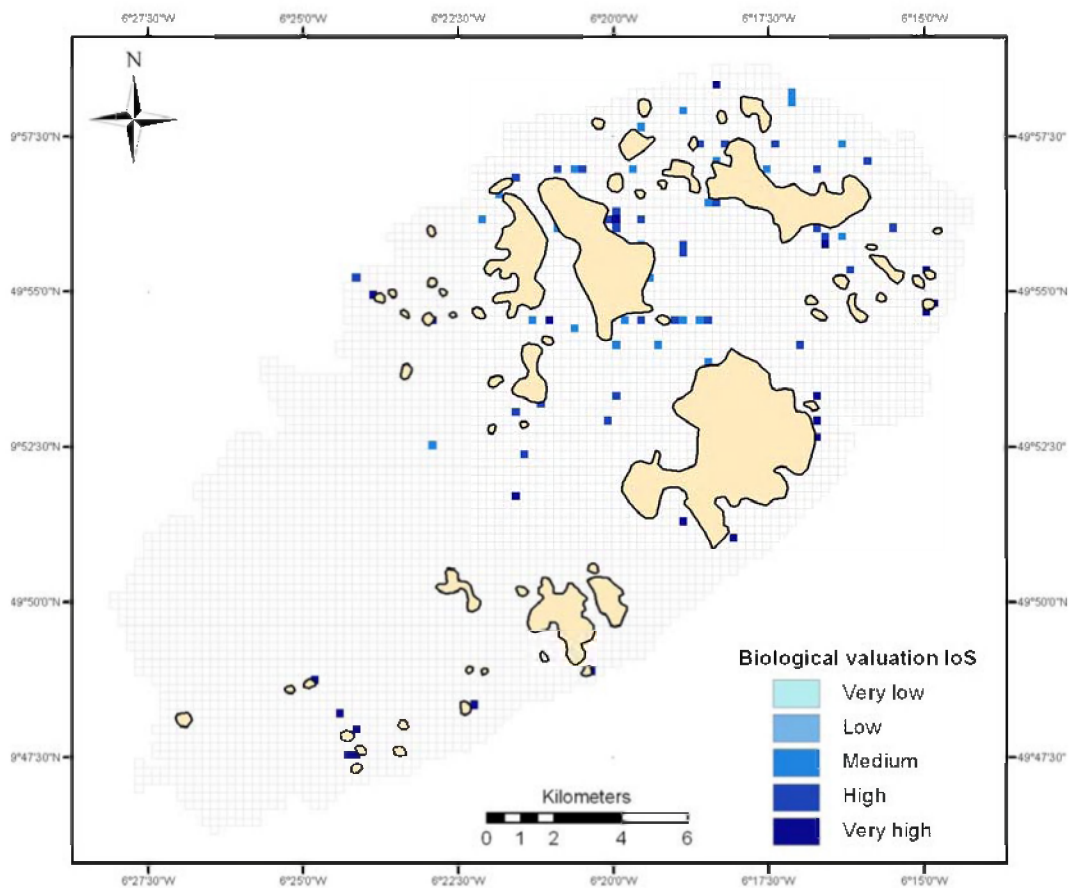 6°27'30"W 6°25'0"W 6°22'30"W 6°20'0"W 6°17'30"W 6°15'0"W
N
9°57'30"N 49°57'30"N
49°55'0"N 49°55'0"N
9°52'30"N 49°52'30"N
49°50'0"N 49°50'0"N
Biological valuation IoS
Very low
Low
9°47'30"N 49°47'30"
Medium
Kilometers
High
0 1 2 4 6
Very high
6°27'30"W 6°25'0"W 6°22'30"W 6°20'0"W 6°17'30"W 6°15'0"W